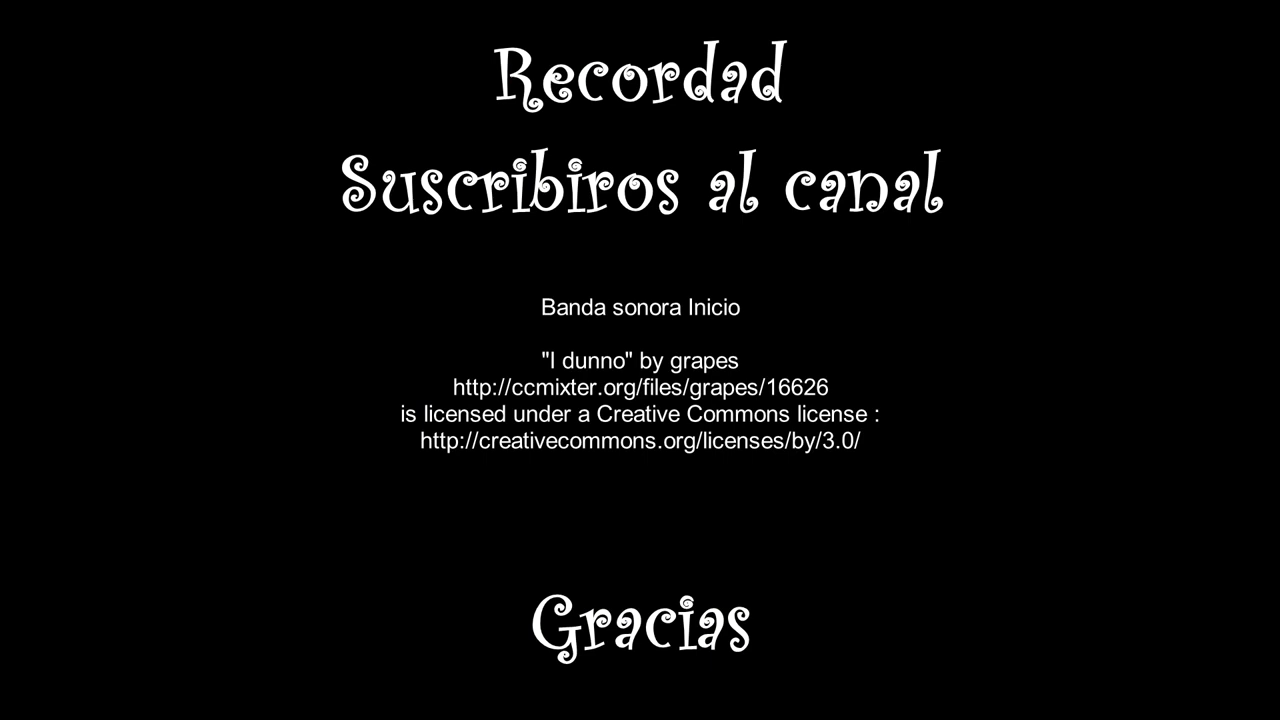 Recordad
Suscribiros al canal
Banda sonora Inicio
"I dunno" by grapes
http://ccmixter.org/files/grapes/16626
is licensed under a Creative Commons license :
http://creativecommons.org/licenses/by/3.0/
Gracias